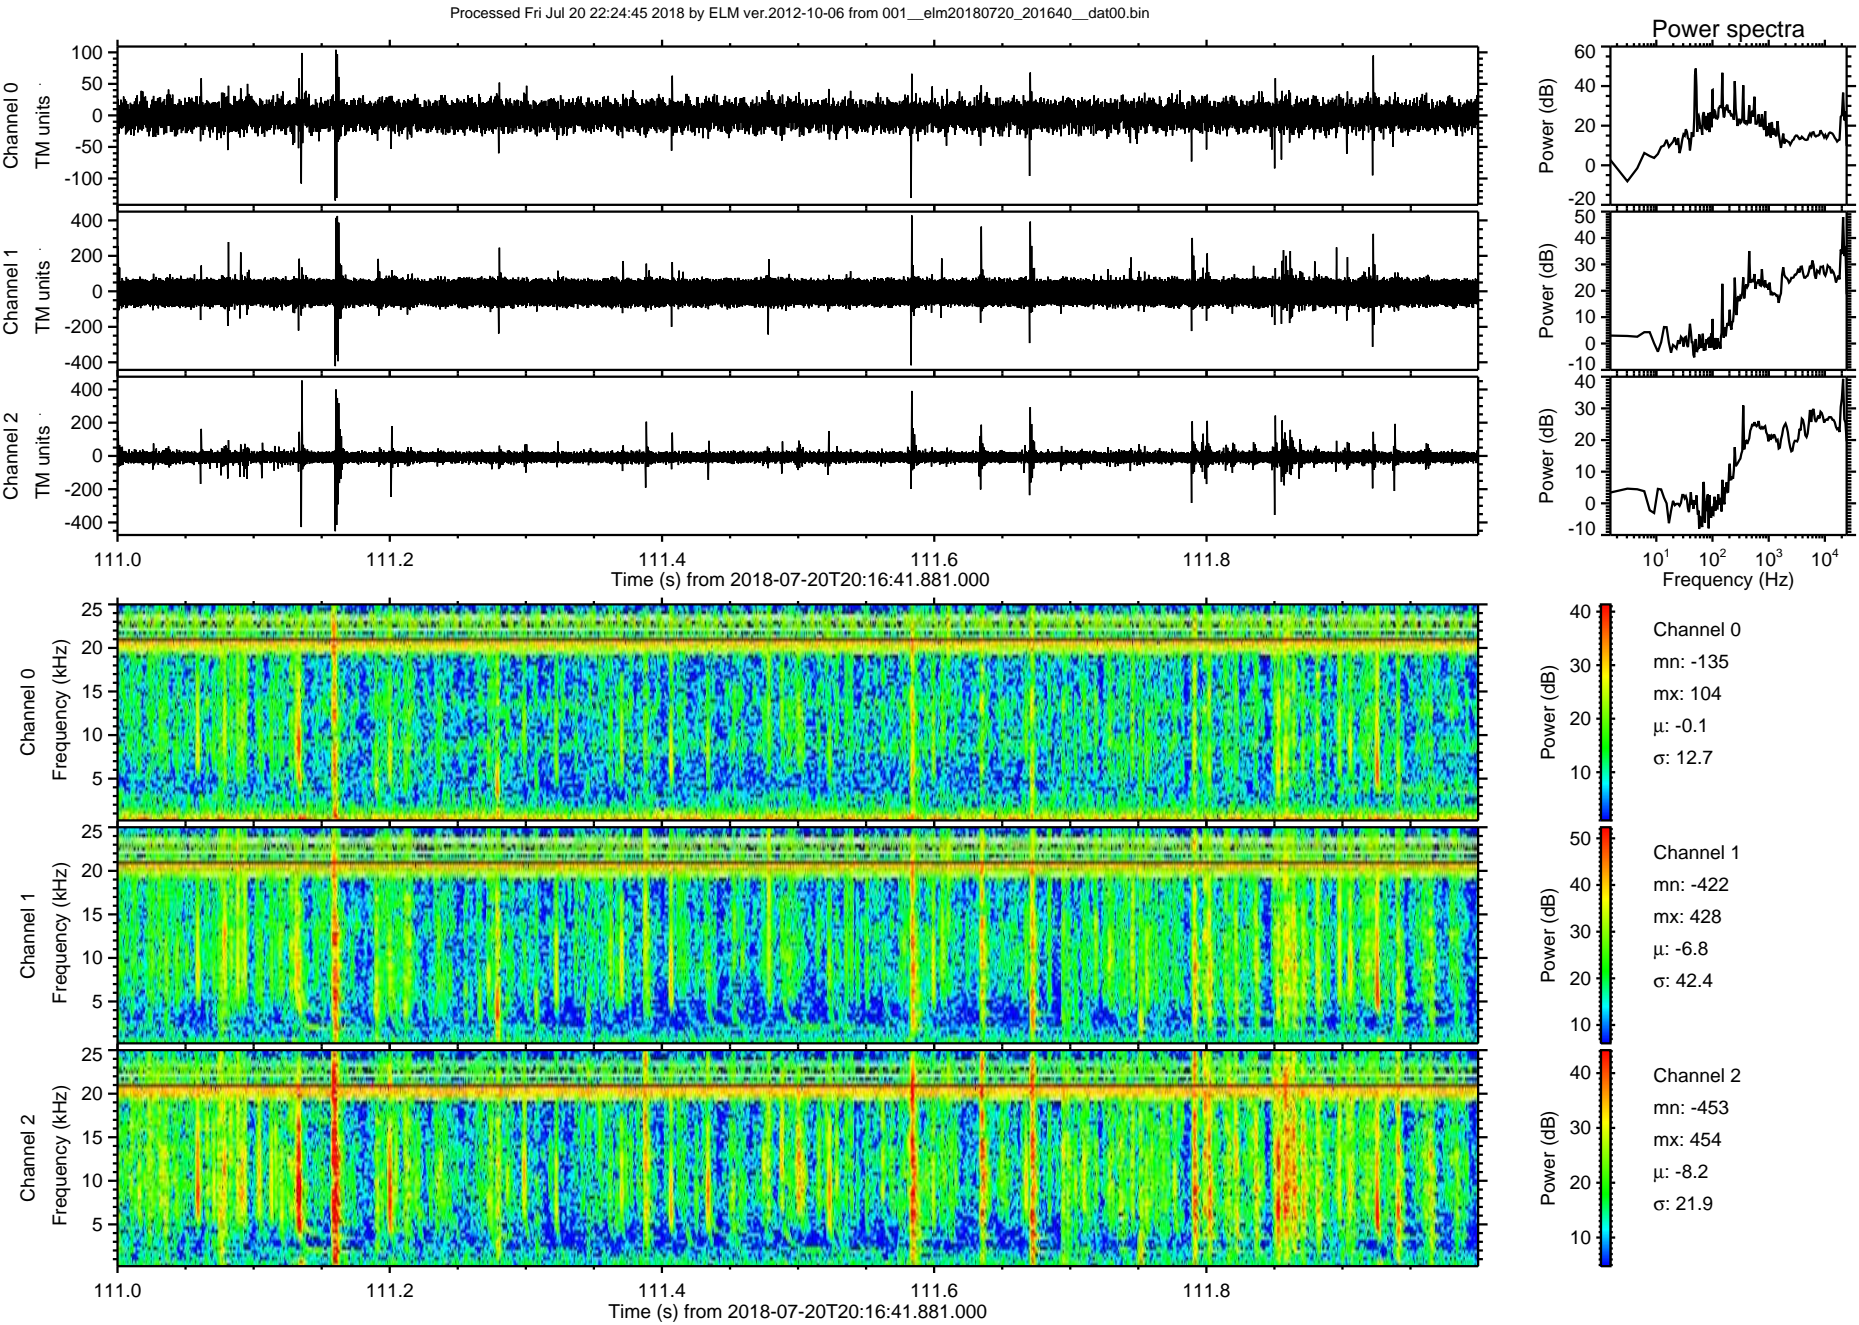 Processed Fri Jul 20 22:24:45 2018 by ELM ver.2012-10-06 from 001__elm20180720_201640__dat00.bin
Power spectra
Channel 0
TM units
100
50
0
-50
-100
Power (dB)
60
40
20
0
-20
Channel 1
TM units
400
200
0
-200
-400
Power (dB)
50
40
30
20
10
0
-10
Channel 2
TM units
400
200
0
-200
-400
Power (dB)
40
30
20
10
0
-10
111.0 111.2 111.4 111.6 111.8
Time (s) from 2018-07-20T20:16:41.881.000
10^1 10^2 10^3 10^4
Frequency (Hz)
Channel 0
Frequency (kHz)
25
20
15
10
5
Power (dB)
40
30
20
10
Channel 0
mn: -135
mx: 104
μ: -0.1
σ: 12.7
Channel 1
Frequency (kHz)
25
20
15
10
5
Power (dB)
50
40
30
20
10
Channel 1
mn: -422
mx: 428
μ: -6.8
σ: 42.4
Channel 2
Frequency (kHz)
25
20
15
10
5
Power (dB)
40
30
20
10
Channel 2
mn: -453
mx: 454
μ: -8.2
σ: 21.9
111.0 111.2 111.4 111.6 111.8
Time (s) from 2018-07-20T20:16:41.881.000